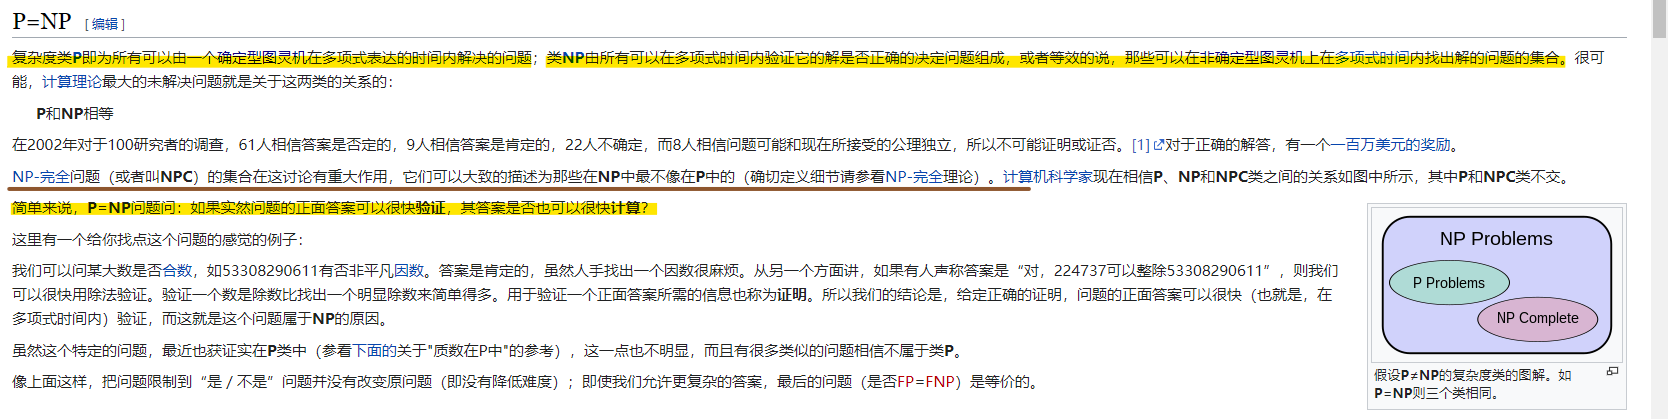 P=NP [ 编辑 ]
复杂度类P即为所有可以由一个确定型图灵机在多项式表达的时间内解决的问题；类NP由所有可以在多项式时间内验证它的解是否正确的决定问题组成，或者等效的说，那些可以在非确定型图灵机上在多项式时间内找出解的问题的集合。很可
能，计算理论最大的未解决问题就是关于这两类的关系的：
P和NP相等
在2002年对于100研究者的调查，61人相信答案是否定的，9人相信答案是肯定的，22人不确定，而8人相信问题可能和现在所接受的公理独立，所以不可能证明或证否。[1]对于正确的解答，有一个一百万美元的奖励。
NP-完全问题（或者叫NPC）的集合在这讨论有重大作用，它们可以大致的描述为那些在NP中最不像在P中的（确切定义细节请参看NP-完全理论）。计算机科学家现在相信P、NP和NPC类之间的关系如图中所示，其中P和NPC类不交。
简单来说，P=NP问题问：如果实然问题的正面答案可以很快验证，其答案是否也可以很快计算？
这里有一个给你找点这个问题的感觉的例子：
我们可以问某大数是否合数，如53308290611有否非平凡因数。答案是肯定的，虽然人手找出一个因数很麻烦。从另一个方面讲，如果有人声称答案是“对，224737可以整除53308290611”，则我们
可以很快用除法验证。验证一个数是除数比找出一个明显除数来简单得多。用于验证一个正面答案所需的信息也称为证明。所以我们的结论是，给定正确的证明，问题的正面答案可以很快（也就是，在
多项式时间内）验证，而这就是这个问题属于NP的原因。
虽然这个特定的问题，最近也获证实在P类中（参看下面的关于"质数在P中"的参考），这一点也不明显，而且有很多类似的问题相信不属于类P。
像上面这样，把问题限制到“是／不是”问题并没有改变原问题（即没有降低难度）；即使我们允许更复杂的答案，最后的问题（是否FP=FNP）是等价的。
NP Problems
P Problems
NP Complete
假设P≠NP的复杂度类的图解。如
P=NP则三个类相同。